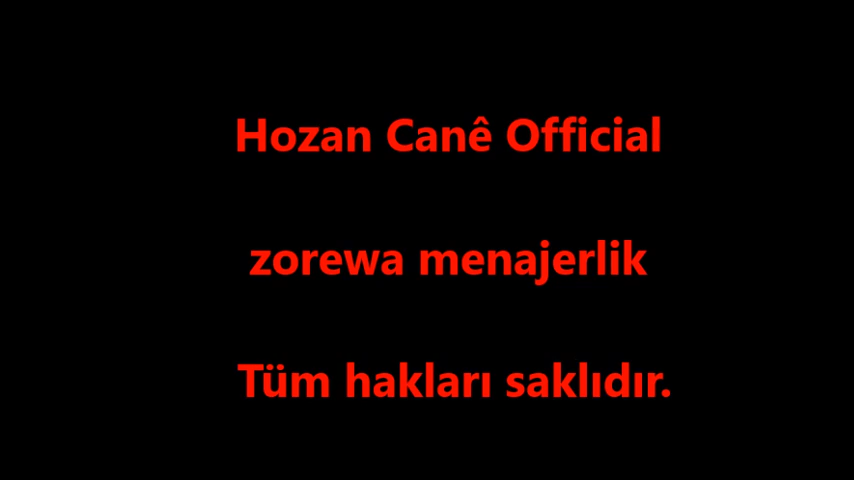 Hozan Canê Official
zorewa menajerlik
Tüm hakları saklıdır.